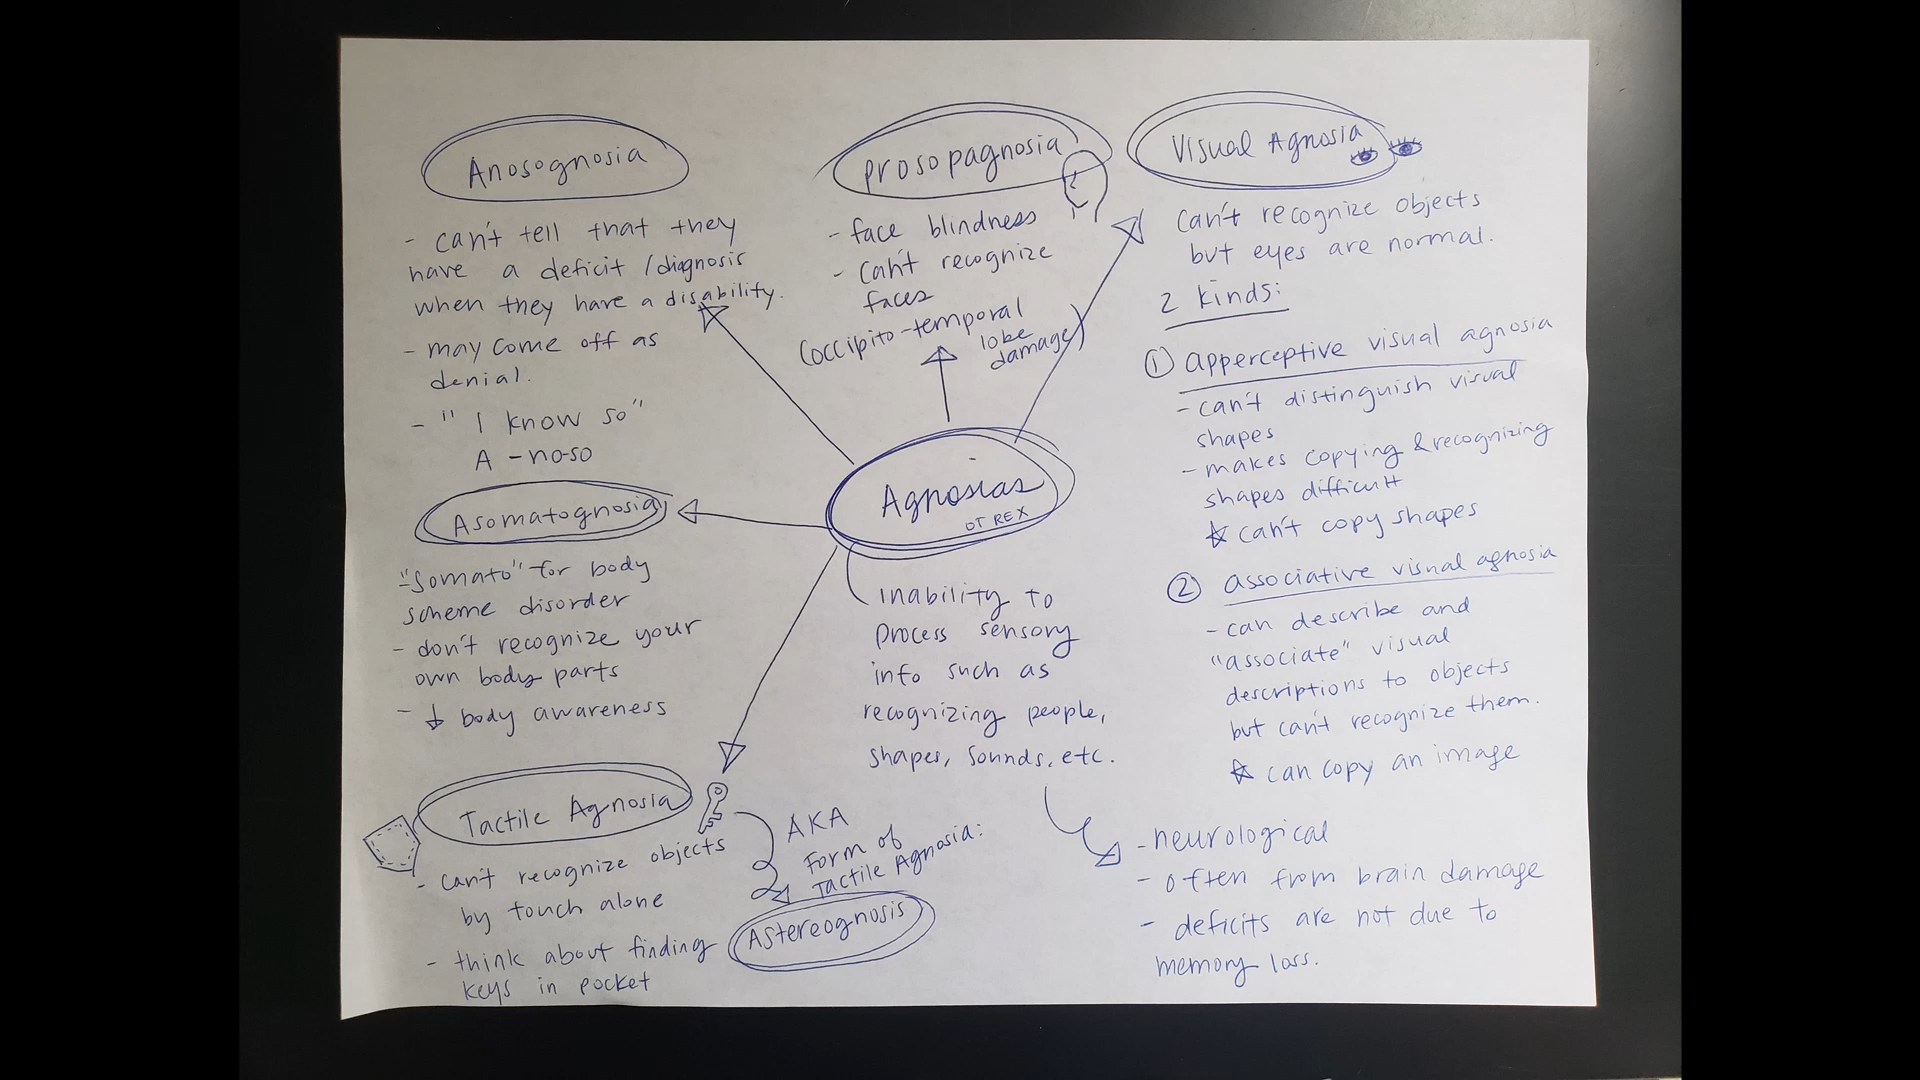 Anosognosia
- can't tell that they
have a deficit / diagnosis
when they have a disability.
- may come off as
denial.
- "I know so"
A -no-so
Prosopagnosia
- face blindness
- can't recognize
faces
(occipito-temporal
lobe
damage)
Visual Agnosia
Can't recognize objects
but eyes are normal.
2 kinds:
① apperceptive visual agnosia
- can't distinguish visual
shapes
- makes copying & recognizing
shapes difficult
☆ can't copy shapes
② associative visual agnosia
- can describe and
"associate" visual
descriptions to objects
but can't recognize them.
☆ can copy an image
Agnosias
OT REX
inability to
process sensory
info such as
recognizing people,
shapes, sounds, etc.
- neurological
- often from brain damage
- deficits are not due to
memory loss.
Asomatognosia
- "Somato" for body
scheme disorder
- don't recognize your
own body parts
- ↓ body awareness
Tactile Agnosia
- can't recognize objects
by touch alone
- think about finding
keys in pocket
AKA
Form of
Tactile Agnosia:
Astereognosis